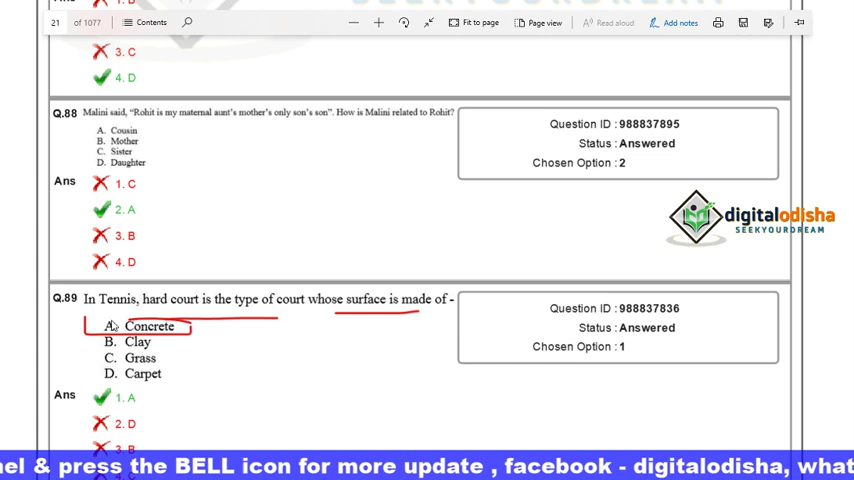 SEEKYOURDREAM
Ans
1. B
21 of 1077 Contents Fit to page Page view Read aloud Add notes
3. C
4. D
Q.88 Malini said, “Rohit is my maternal aunt’s mother’s only son’s son”. How is Malini related to Rohit?
A. Cousin
B. Mother
C. Sister
D. Daughter
Question ID : 988837895
Status : Answered
Chosen Option : 2
Ans
1. C
2. A
3. B
4. D
digitalodisha
SEEKYOURDREAM
Q.89 In Tennis, hard court is the type of court whose surface is made of -
A. Concrete
B. Clay
C. Grass
D. Carpet
Question ID : 988837836
Status : Answered
Chosen Option : 1
Ans
1. A
2. D
3. B
nel & press the BELL icon for more update , facebook - digitalodisha, what